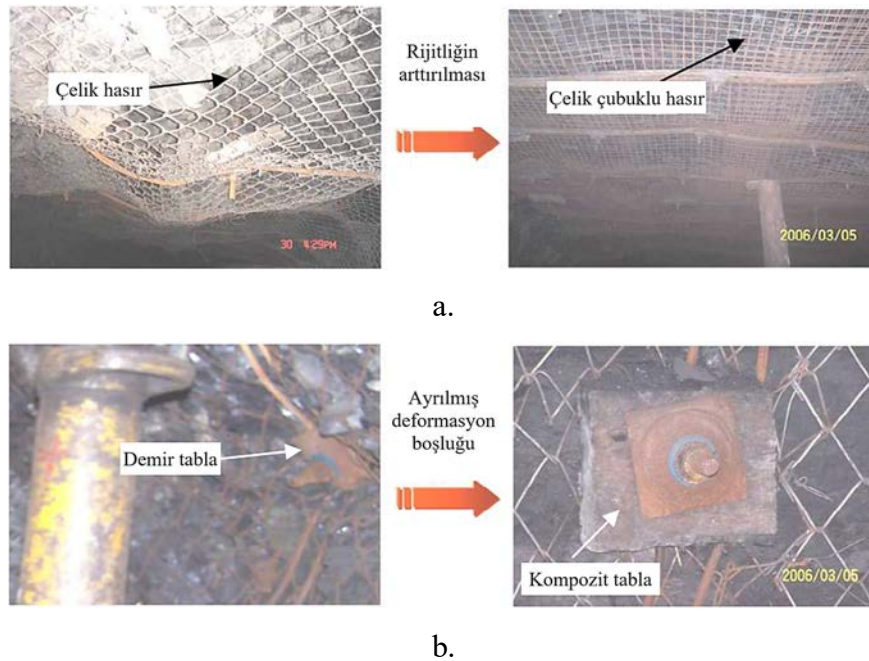 Çelik hasır
30 4:29PM
Rijitliğin
arttırılması
Çelik çubuklu hasır
2006/03/05
a.
Demir tabla
Ayrılmış
deformasyon
boşluğu
Kompozit tabla
2006/03/05
b.